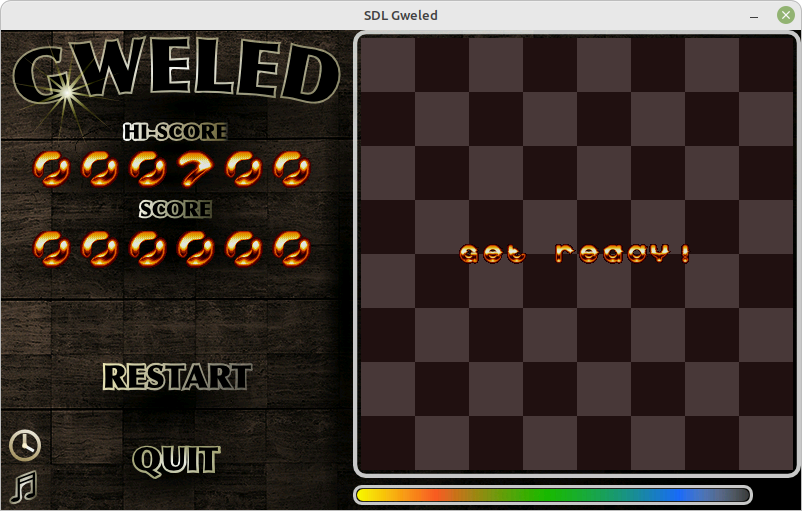 SDL Gweled
GWELED
HI-SCORE
000700
SCORE
000000
get ready!
RESTART
QUIT